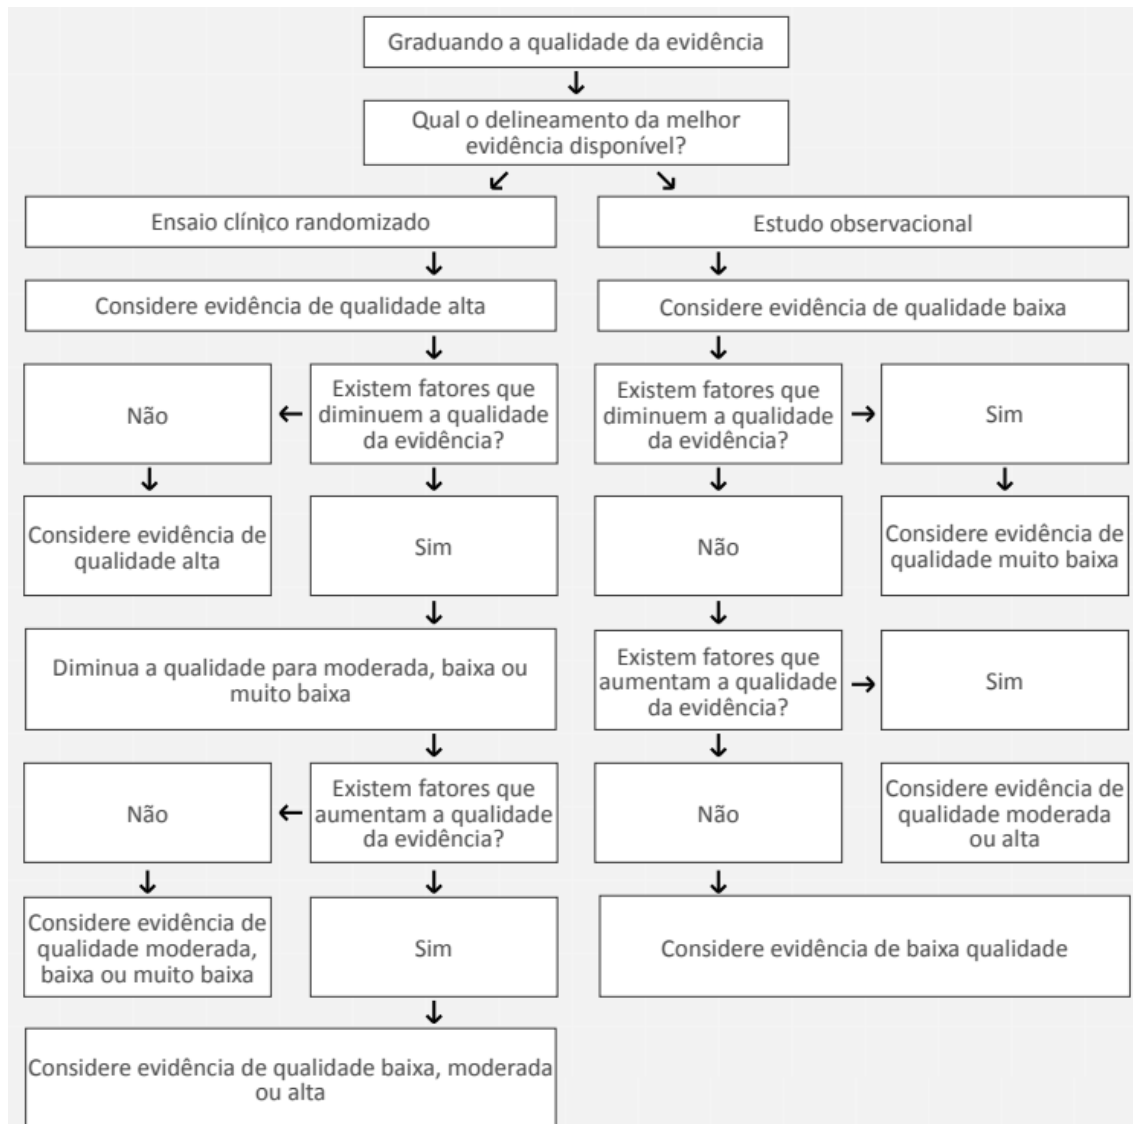 Graduando a qualidade da evidência
Qual o delineamento da melhor
evidência disponível?
Ensaio clínico randomizado
Estudo observacional
Considere evidência de qualidade alta
Considere evidência de qualidade baixa
Não
Existem fatores que
diminuem a qualidade
da evidência?
Existem fatores que
diminuem a qualidade
da evidência?
Sim
Considere evidência de
qualidade alta
Sim
Não
Considere evidência de
qualidade muito baixa
Diminua a qualidade para moderada, baixa ou
muito baixa
Existem fatores que
aumentam a qualidade
da evidência?
Sim
Não
Existem fatores que
aumentam a qualidade
da evidência?
Não
Considere evidência de
qualidade moderada
ou alta
Considere evidência de
qualidade moderada,
baixa ou muito baixa
Sim
Considere evidência de baixa qualidade
Considere evidência de qualidade baixa, moderada
ou alta